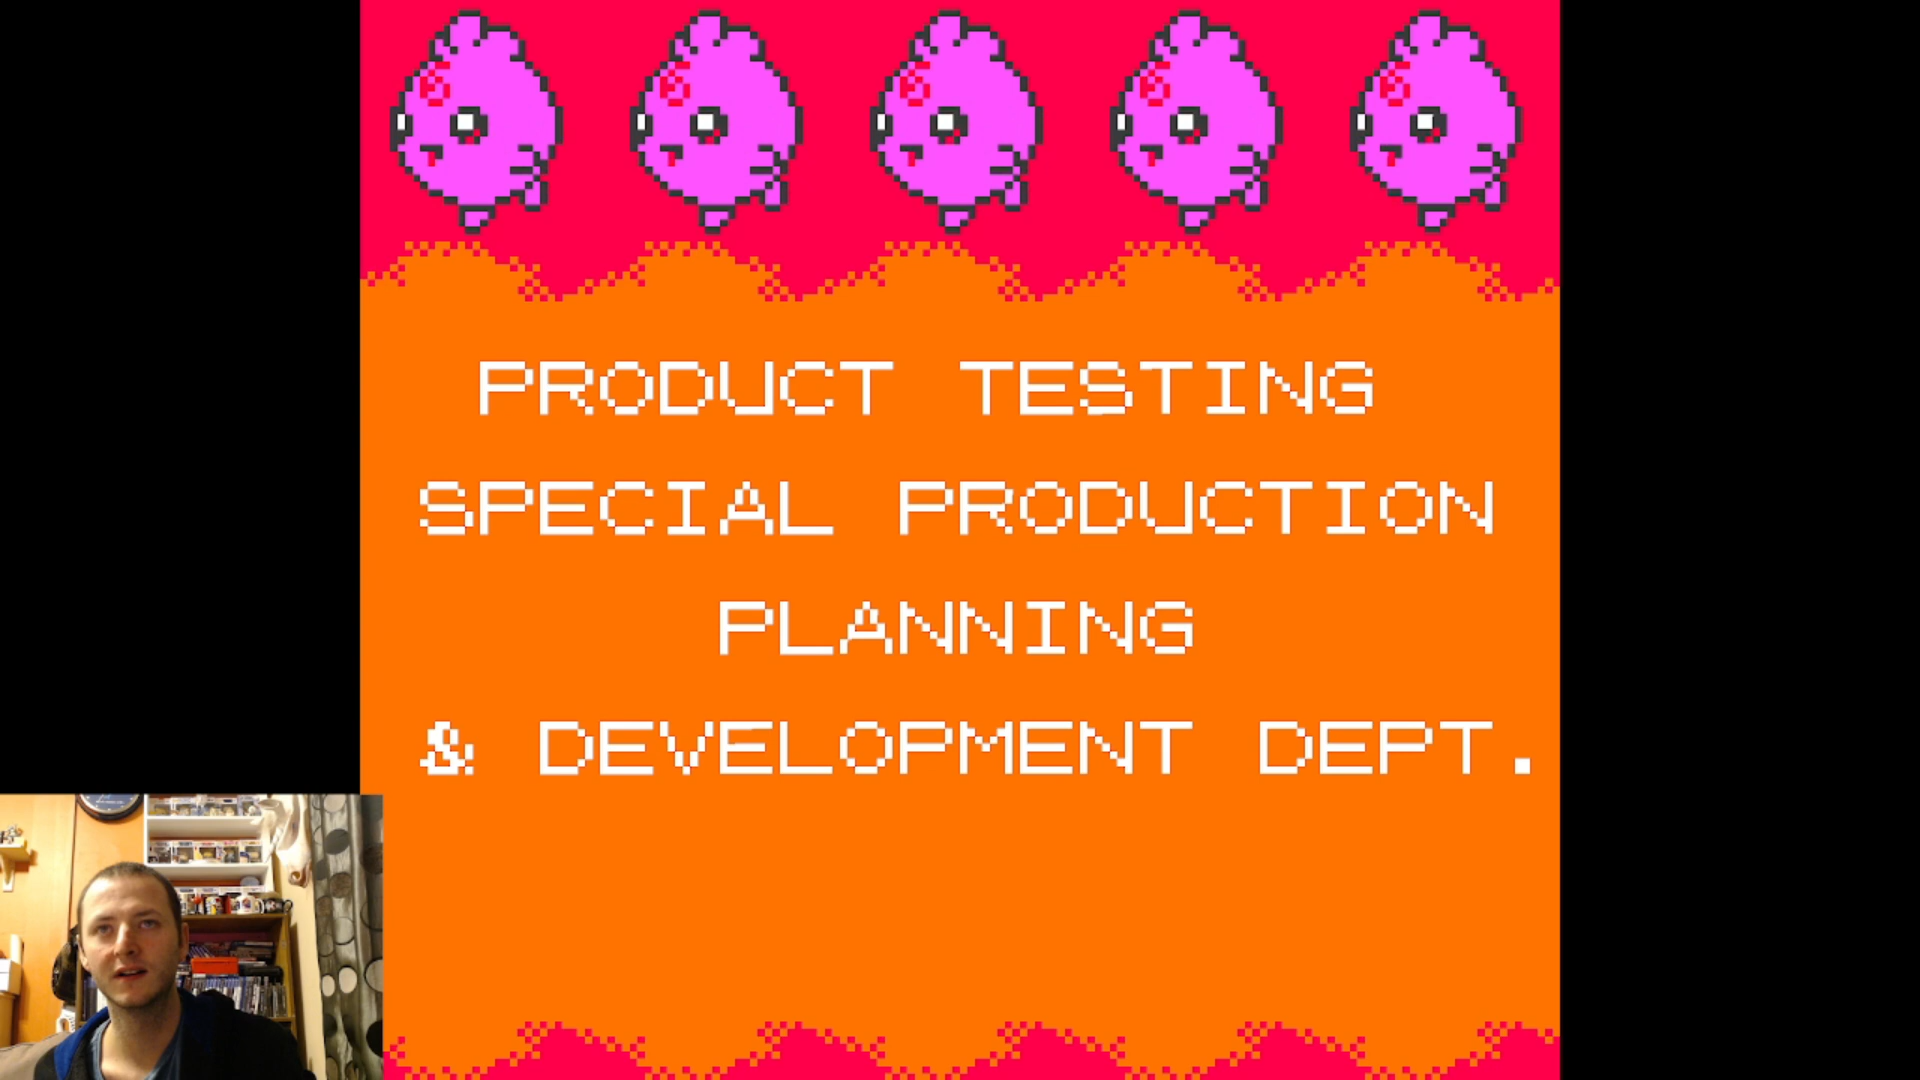 PRODUCT TESTING
SPECIAL PRODUCTION
PLANNING
& DEVELOPMENT DEPT.